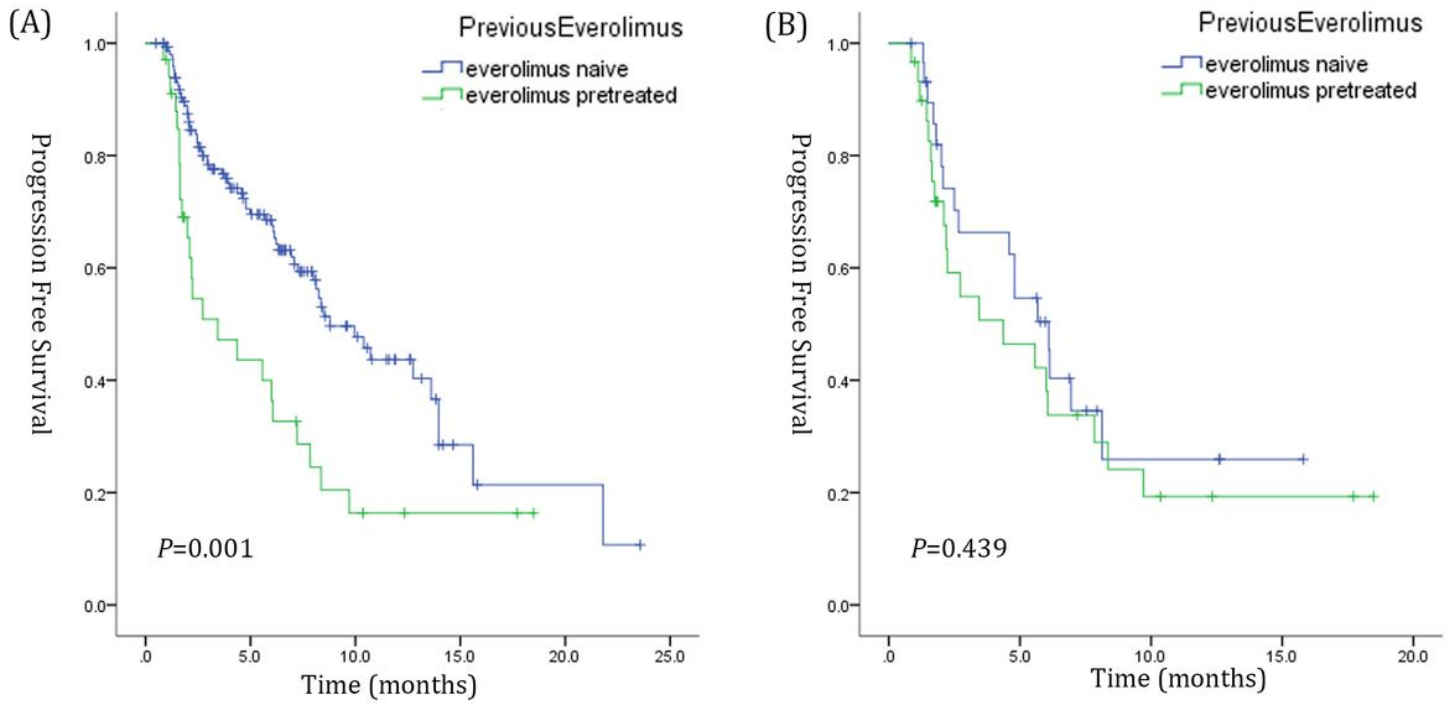 (A)
PreviousEverolimus
everolimus naive
everolimus pretreated
Progression Free Survival
1.0
0.8
0.6
0.4
0.2
0.0
P=0.001
.0 5.0 10.0 15.0 20.0 25.0
Time (months)
(B)
PreviousEverolimus
everolimus naive
everolimus pretreated
Progression Free Survival
1.0
0.8
0.6
0.4
0.2
0.0
P=0.439
.0 5.0 10.0 15.0 20.0
Time (months)